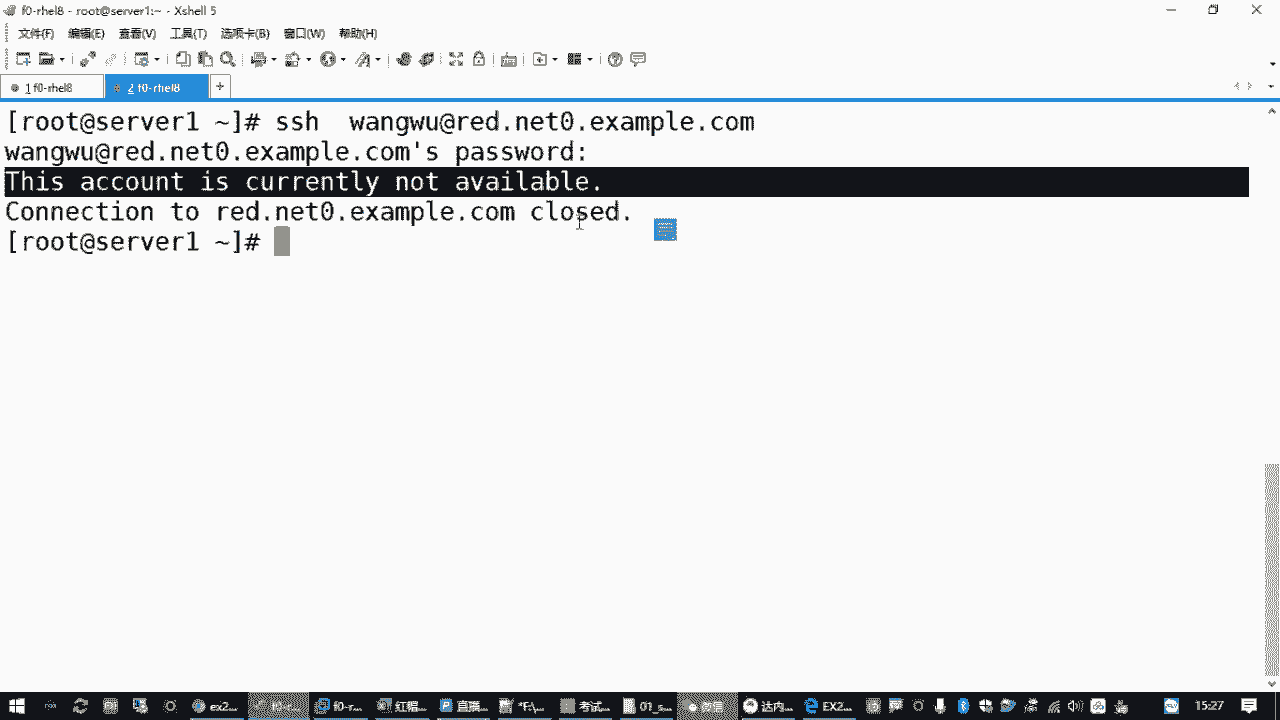 f0-rhel8 - root@server1:~ - Xshell 5
文件(F) 编辑(E) 查看(V) 工具(T) 选项卡(B) 窗口(W) 帮助(H)
1 f0-rhel8 2 f0-rhel8 +
[root@server1 ~]# ssh  wangwu@red.net0.example.com
wangwu@red.net0.example.com's password:
This account is currently not available.
Connection to red.net0.example.com closed.
[root@server1 ~]#
ex2... f0-r... 红帽... 直播... *F\... 考试... 01_s... 微信 达内... EX2... 15:27